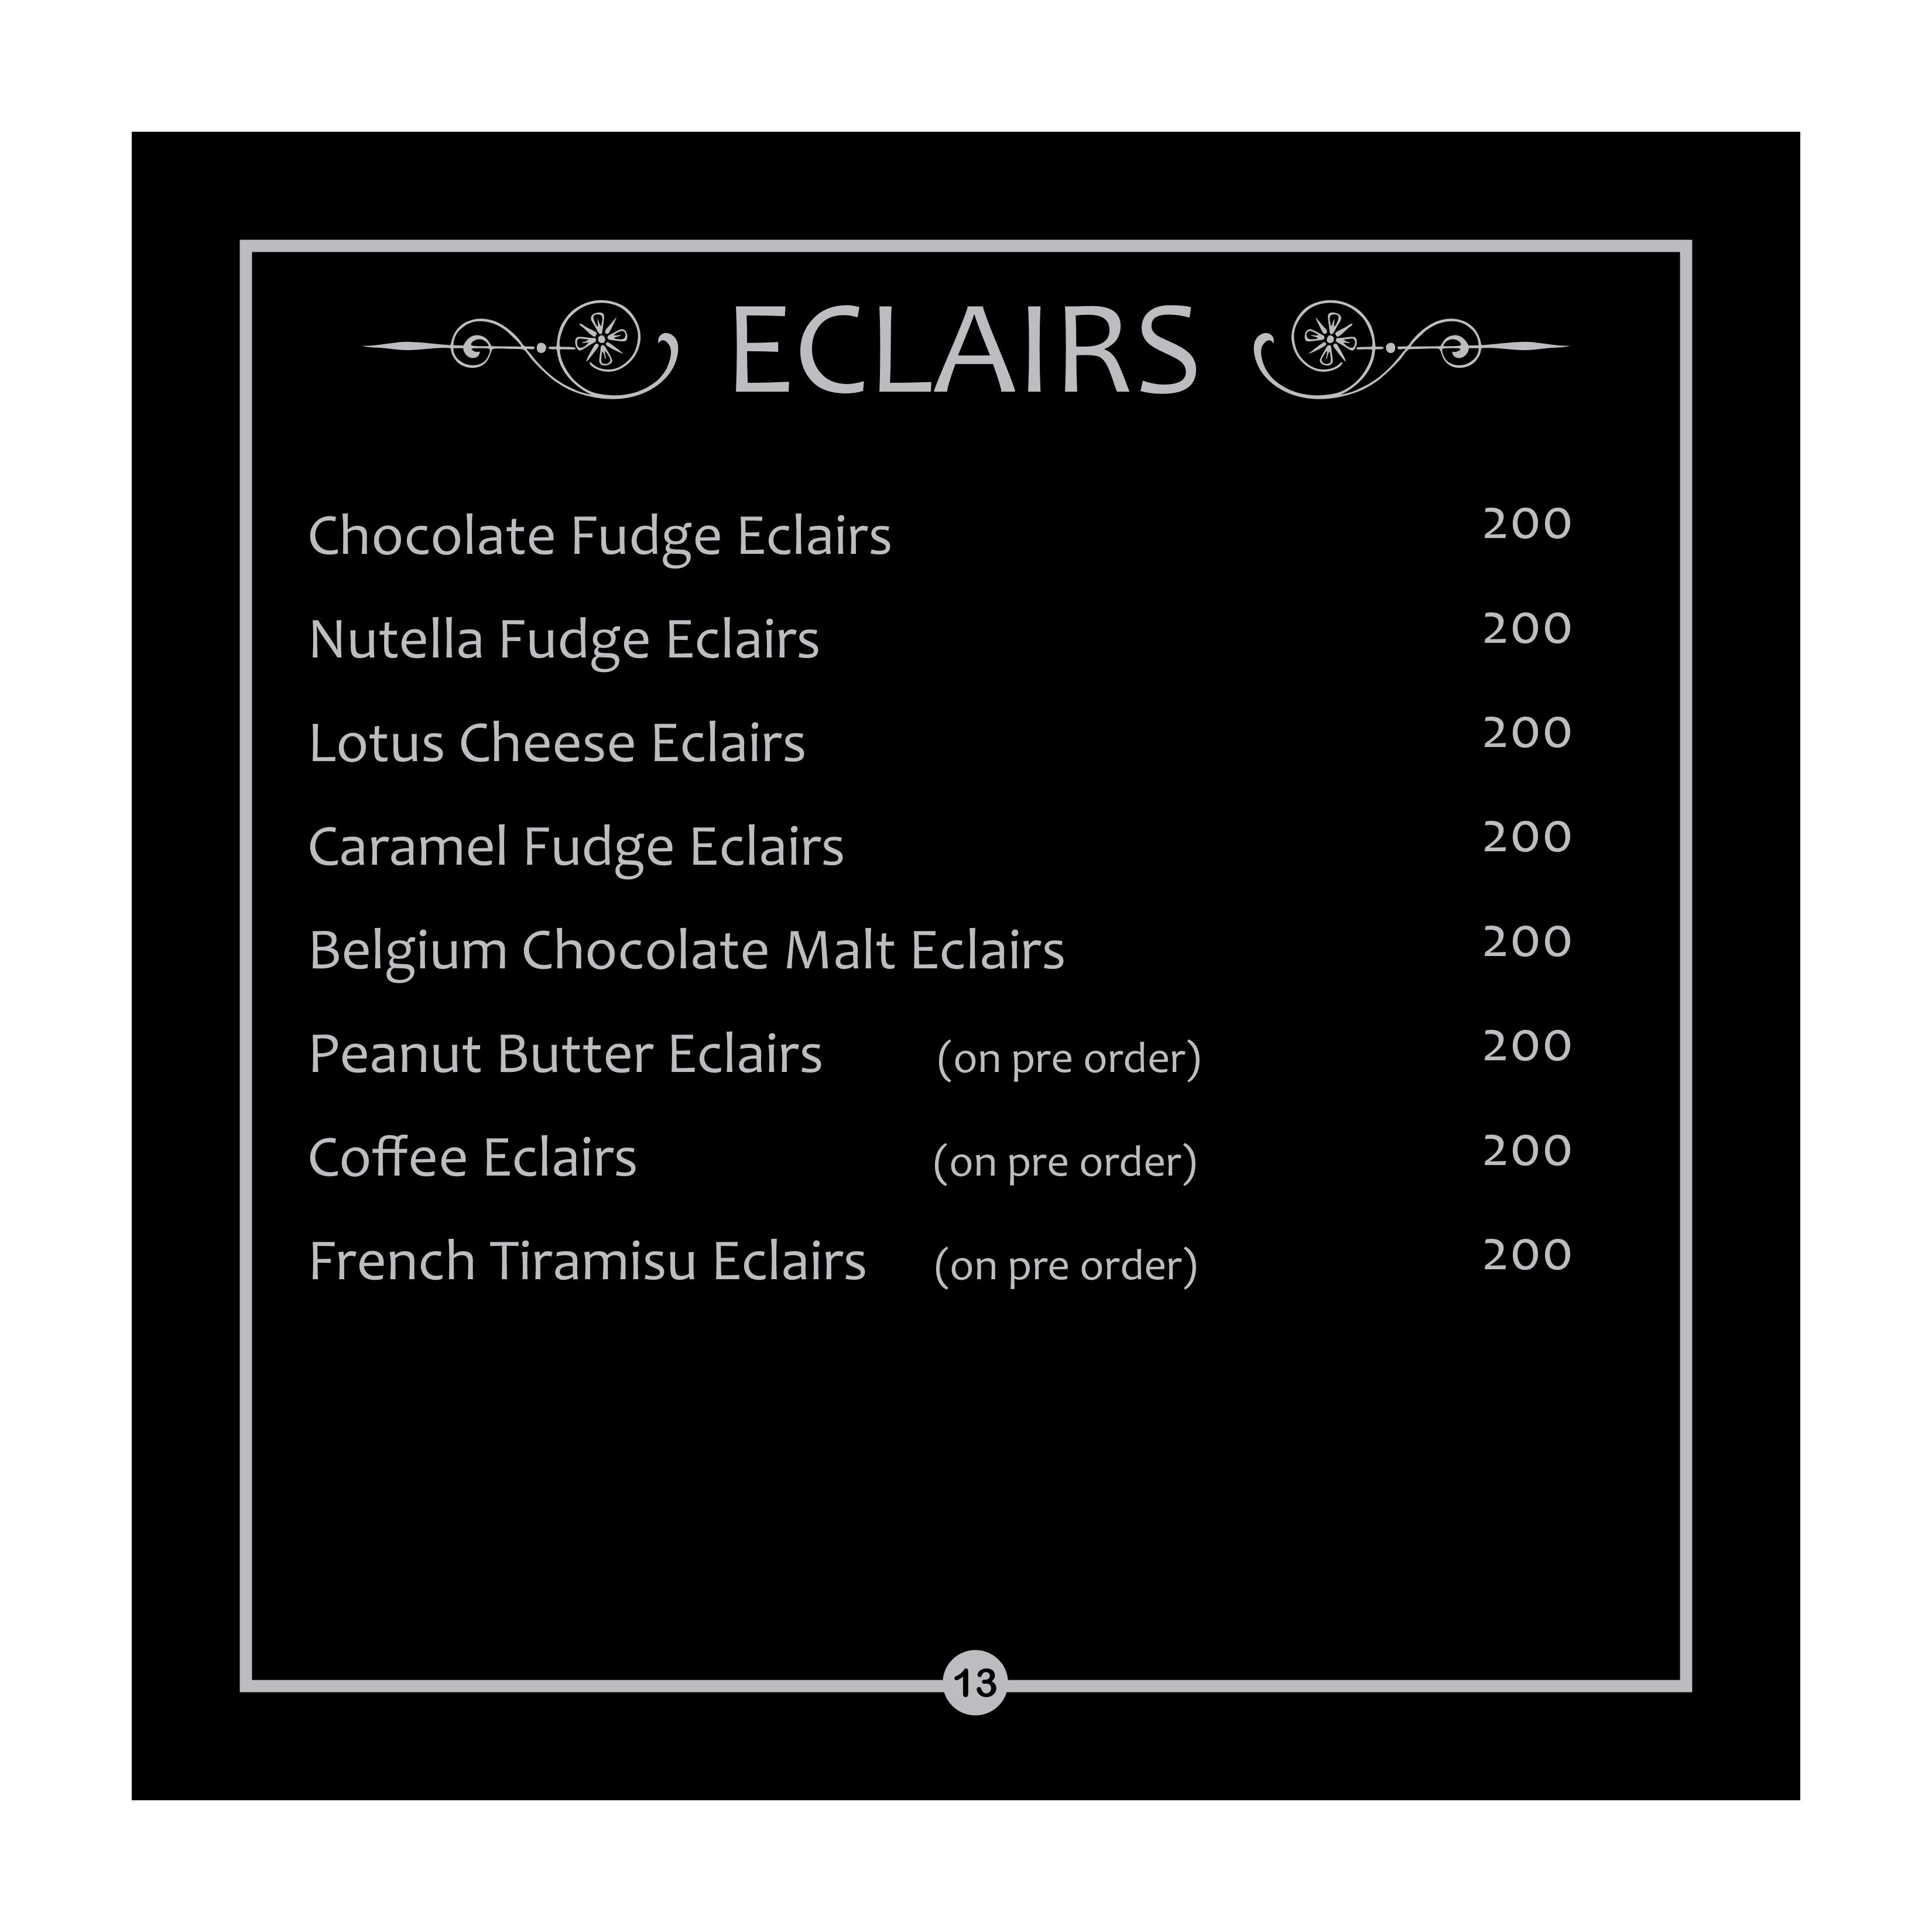 ECLAIRS
Chocolate Fudge Eclairs 200
Nutella Fudge Eclairs 200
Lotus Cheese Eclairs 200
Caramel Fudge Eclairs 200
Belgium Chocolate Malt Eclairs 200
Peanut Butter Eclairs (on pre order) 200
Coffee Eclairs (on pre order) 200
French Tiramisu Eclairs (on pre order) 200
13